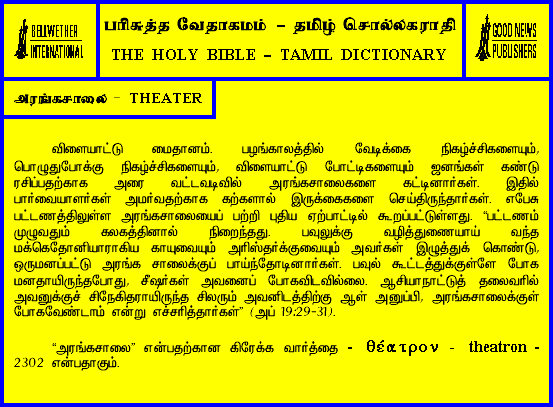 BELLWETHER
INTERNATIONAL
பரிசுத்த வேதாகமம் - தமிழ் சொல்லகராதி
THE HOLY BIBLE - TAMIL DICTIONARY
GOOD NEWS
PUBLISHERS
அரங்கசாலை - THEATER
விளையாட்டு மைதானம். பழங்காலத்தில் வேடிக்கை நிகழ்ச்சிகளையும்,
பொழுதுபோக்கு நிகழ்ச்சிகளையும், விளையாட்டு போட்டிகளையும் ஜனங்கள் கண்டு
ரசிப்பதற்காக அரை வட்டவடிவில் அரங்கசாலைகளை கட்டினார்கள். இதில்
பார்வையாளர்கள் அமர்வதற்காக கற்களால் இருக்கைகளை செய்திருந்தார்கள். எபேசு
பட்டணத்திலுள்ள அரங்கசாலையைப் பற்றி புதிய ஏற்பாட்டில் கூறப்பட்டுள்ளது. “பட்டணம்
முழுவதும் கலகத்தினால் நிறைந்தது. பவுலுக்கு வழித்துணையாய் வந்த
மக்கெதோனியாராகிய காயுவையும் அரிஸ்தர்க்குவையும் அவர்கள் இழுத்துக் கொண்டு,
ஒருமனப்பட்டு அரங்க சாலைக்குப் பாய்ந்தோடினார்கள். பவுல் கூட்டத்துக்குள்ளே போக
மனதாயிருந்தபோது, சீஷர்கள் அவனைப் போகவிடவில்லை. ஆசியாநாட்டுத் தலைவரில்
அவனுக்குச் சிநேகிதராயிருந்த சிலரும் அவனிடத்திற்கு ஆள் அனுப்பி, அரங்கசாலைக்குள்
போகவேண்டாம் என்று எச்சரித்தார்கள்” (அப் 19:29-31).
“அரங்கசாலை” என்பதற்கான கிரேக்க வார்த்தை - θέατρον - theatron -
2302 என்பதாகும்.